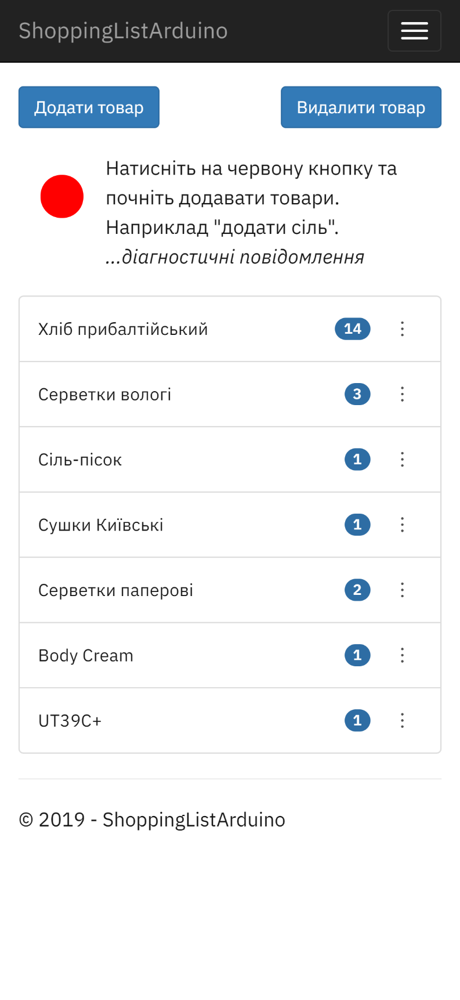 ShoppingListArduino
Додати товар
Видалити товар
Натисніть на червону кнопку та
почніть додавати товари.
Наприклад "додати сіль".
...діагностичні повідомлення
Хліб прибалтійський 14
Серветки вологі 3
Сіль-пісок 1
Сушки Київські 1
Серветки паперові 2
Body Cream 1
UT39C+ 1
© 2019 - ShoppingListArduino